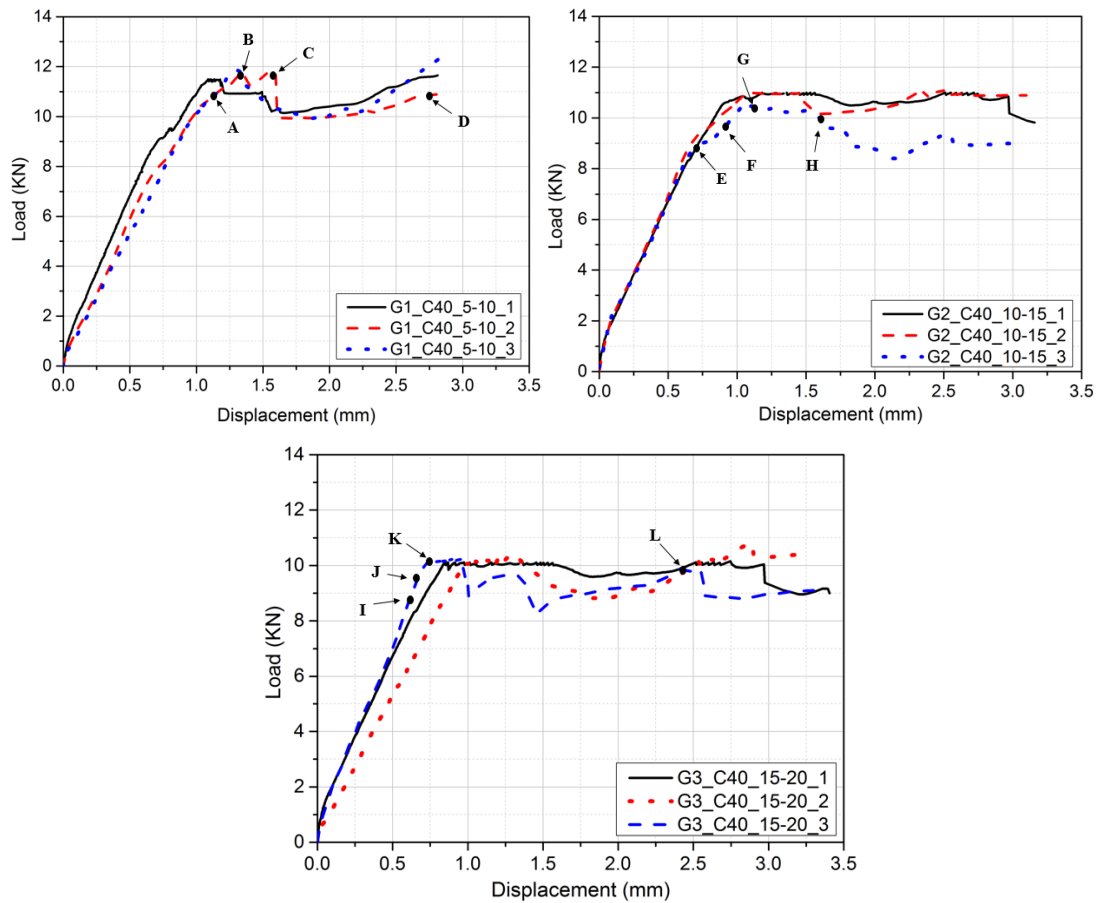 14
12
10
8
6
4
2
0
Load (KN)
B
C
A
D
G1_C40_5-10_1
G1_C40_5-10_2
G1_C40_5-10_3
0.0 0.5 1.0 1.5 2.0 2.5 3.0 3.5
Displacement (mm)
14
12
10
8
6
4
2
0
Load (KN)
G
E
F
H
G2_C40_10-15_1
G2_C40_10-15_2
G2_C40_10-15_3
0.0 0.5 1.0 1.5 2.0 2.5 3.0 3.5
Displacement (mm)
14
12
10
8
6
4
2
0
Load (KN)
K
L
J
I
G3_C40_15-20_1
G3_C40_15-20_2
G3_C40_15-20_3
0.0 0.5 1.0 1.5 2.0 2.5 3.0 3.5
Displacement (mm)